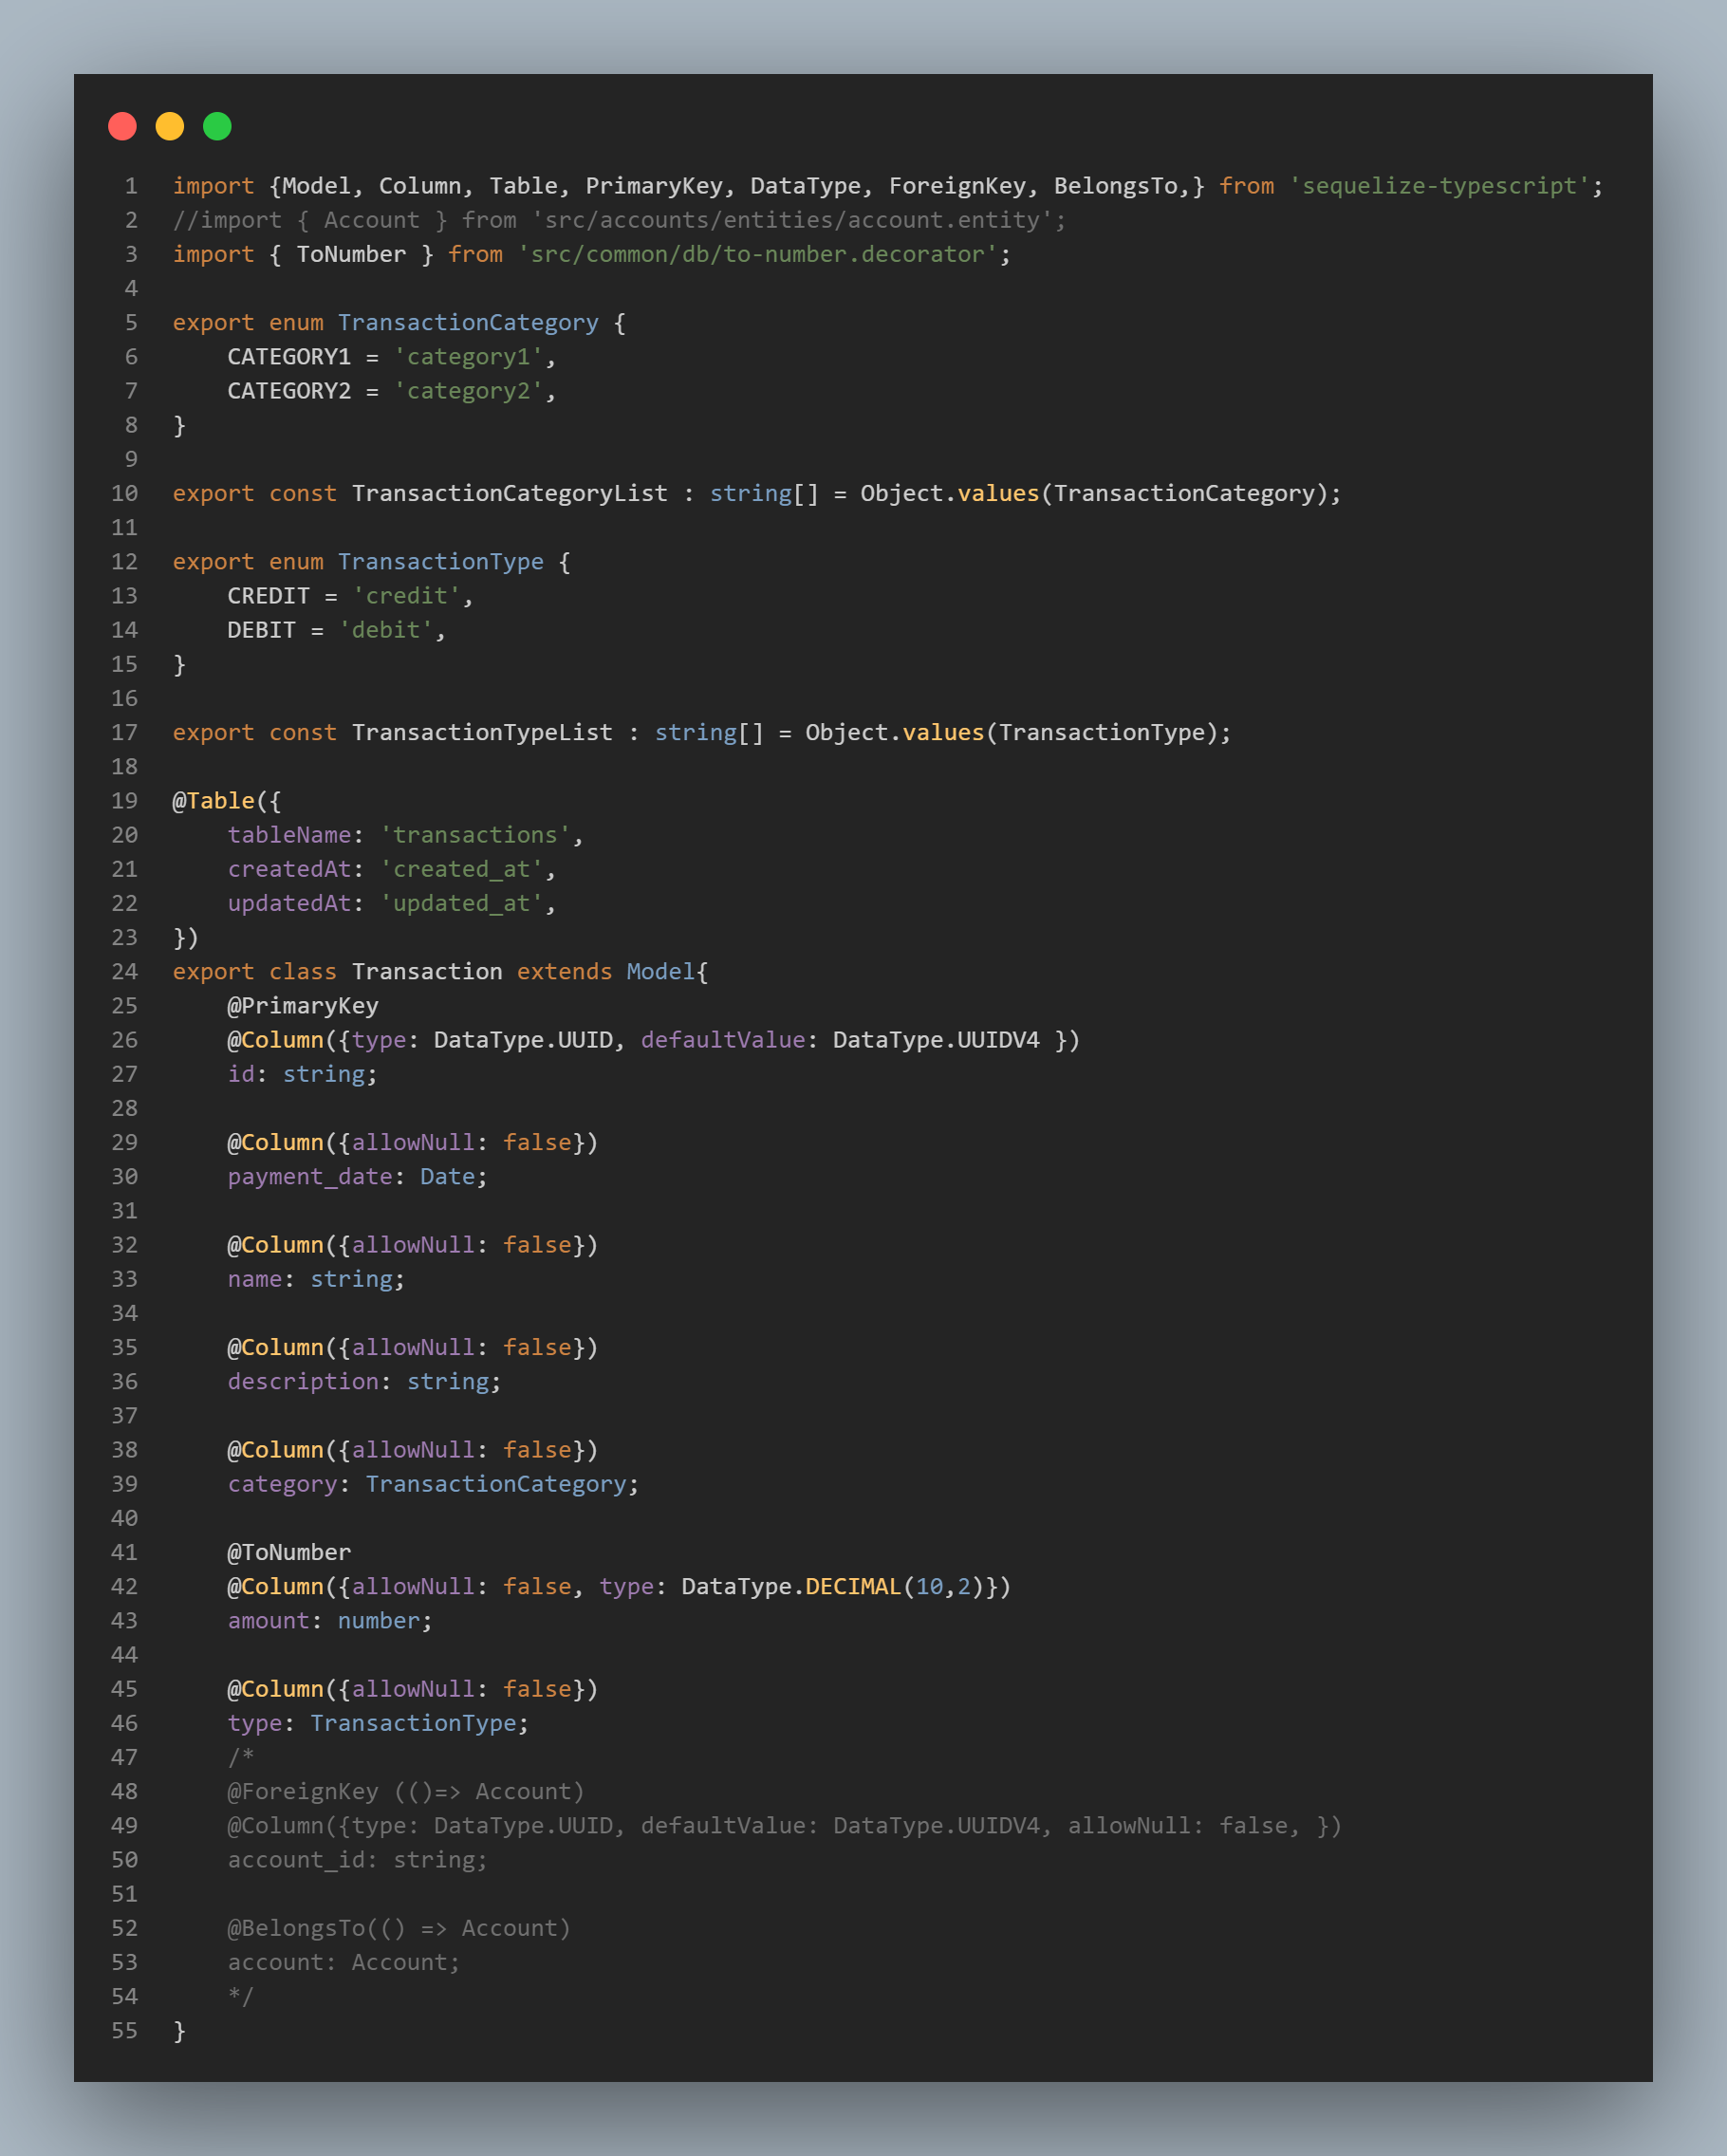 1 import {Model, Column, Table, PrimaryKey, DataType, ForeignKey, BelongsTo,} from 'sequelize-typescript';
2 //import { Account } from 'src/accounts/entities/account.entity';
3 import { ToNumber } from 'src/common/db/to-number.decorator';
4
5 export enum TransactionCategory {
6     CATEGORY1 = 'category1',
7     CATEGORY2 = 'category2',
8 }
9
10 export const TransactionCategoryList : string[] = Object.values(TransactionCategory);
11
12 export enum TransactionType {
13     CREDIT = 'credit',
14     DEBIT = 'debit',
15 }
16
17 export const TransactionTypeList : string[] = Object.values(TransactionType);
18
19 @Table({
20     tableName: 'transactions',
21     createdAt: 'created_at',
22     updatedAt: 'updated_at',
23 })
24 export class Transaction extends Model{
25     @PrimaryKey
26     @Column({type: DataType.UUID, defaultValue: DataType.UUIDV4 })
27     id: string;
28
29     @Column({allowNull: false})
30     payment_date: Date;
31
32     @Column({allowNull: false})
33     name: string;
34
35     @Column({allowNull: false})
36     description: string;
37
38     @Column({allowNull: false})
39     category: TransactionCategory;
40
41     @ToNumber
42     @Column({allowNull: false, type: DataType.DECIMAL(10,2)})
43     amount: number;
44
45     @Column({allowNull: false})
46     type: TransactionType;
47     /*
48     @ForeignKey (()=> Account)
49     @Column({type: DataType.UUID, defaultValue: DataType.UUIDV4, allowNull: false, })
50     account_id: string;
51
52     @BelongsTo(() => Account)
53     account: Account;
54     */
55 }